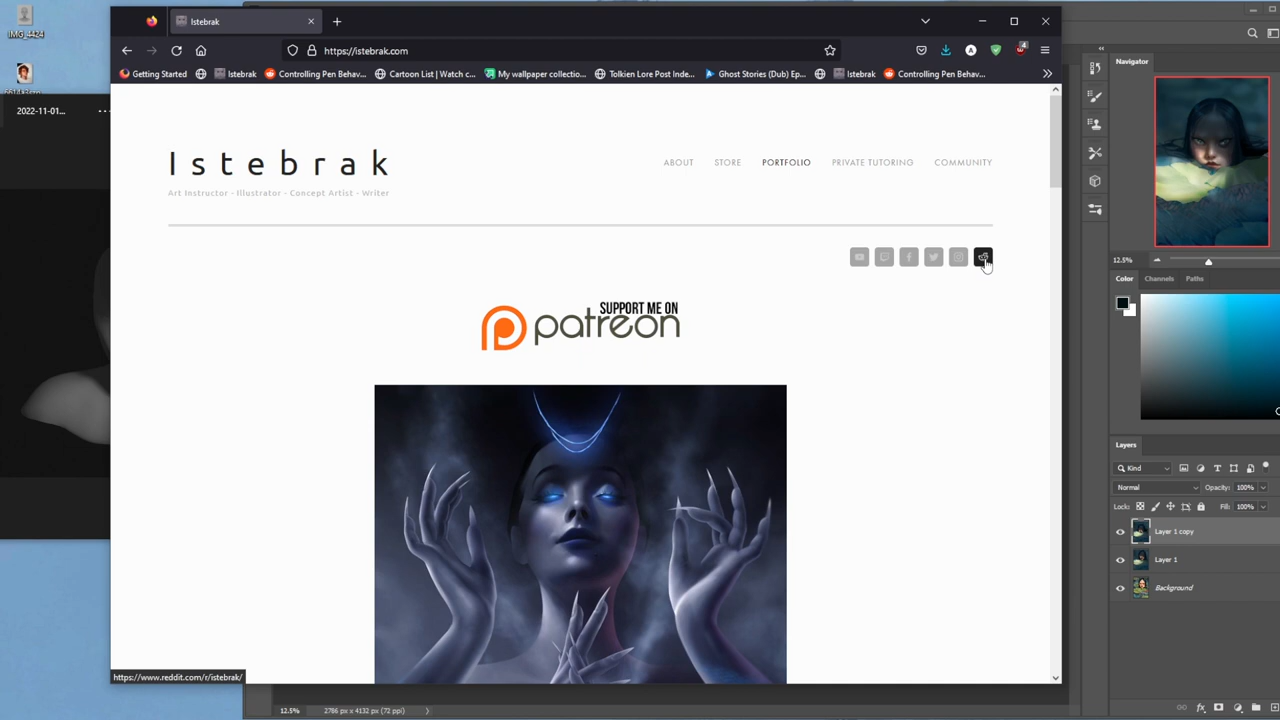 IMG_4424
2022-11-01...
Istebrak
https://istebrak.com
4
Getting Started
Istebrak
Controlling Pen Behav...
Cartoon List | Watch c...
My wallpaper collectio...
Tolkien Lore Post Inde...
Ghost Stories (Dub) Ep...
Istebrak
Controlling Pen Behav...
Istebrak
Art Instructor - Illustrator - Concept Artist - Writer
ABOUT STORE PORTFOLIO PRIVATE TUTORING COMMUNITY
SUPPORT ME ON
patreon
https://www.reddit.com/r/istebrak/
12.5% 2786 px x 4132 px (72 ppi)
Navigator
12.5%
Color Channels Paths
Layers
Kind
Normal Opacity: 100%
Lock: Fill: 100%
Layer 1 copy
Layer 1
Background